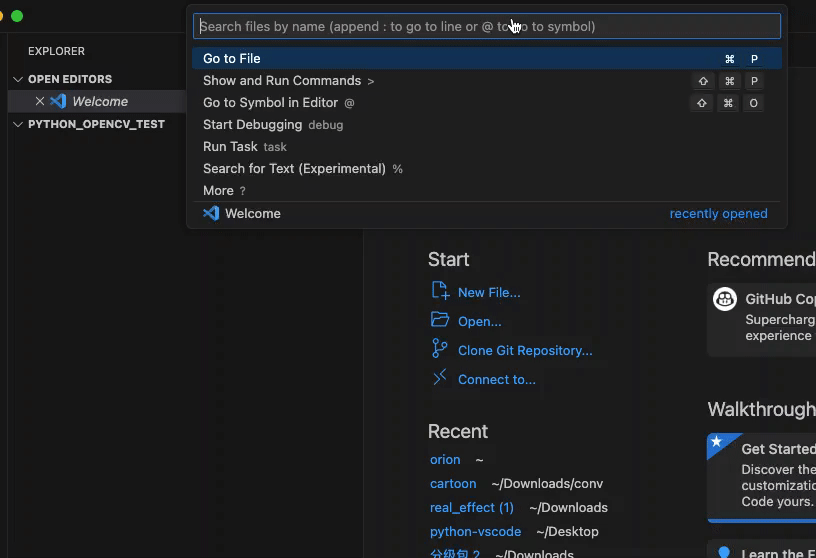 Search files by name (append : to go to line or @ to go to symbol)
Go to File ⌘ P
Show and Run Commands > ⇧ ⌘ P
Go to Symbol in Editor @ ⇧ ⌘ O
Start Debugging debug
Run Task task
Search for Text (Experimental) %
More ?
Welcome recently opened
EXPLORER
OPEN EDITORS
Welcome
PYTHON_OPENCV_TEST
Start
New File...
Open...
Clone Git Repository...
Connect to...
Recent
orion ~
cartoon ~/Downloads/conv
real_effect (1) ~/Downloads
python-vscode ~/Desktop
分级包 2 ~/Downloads
Recommend
GitHub Cop
Supercharg
experience
Walkthrough
Get Started
Discover the
customizatio
Code yours.
Learn the F